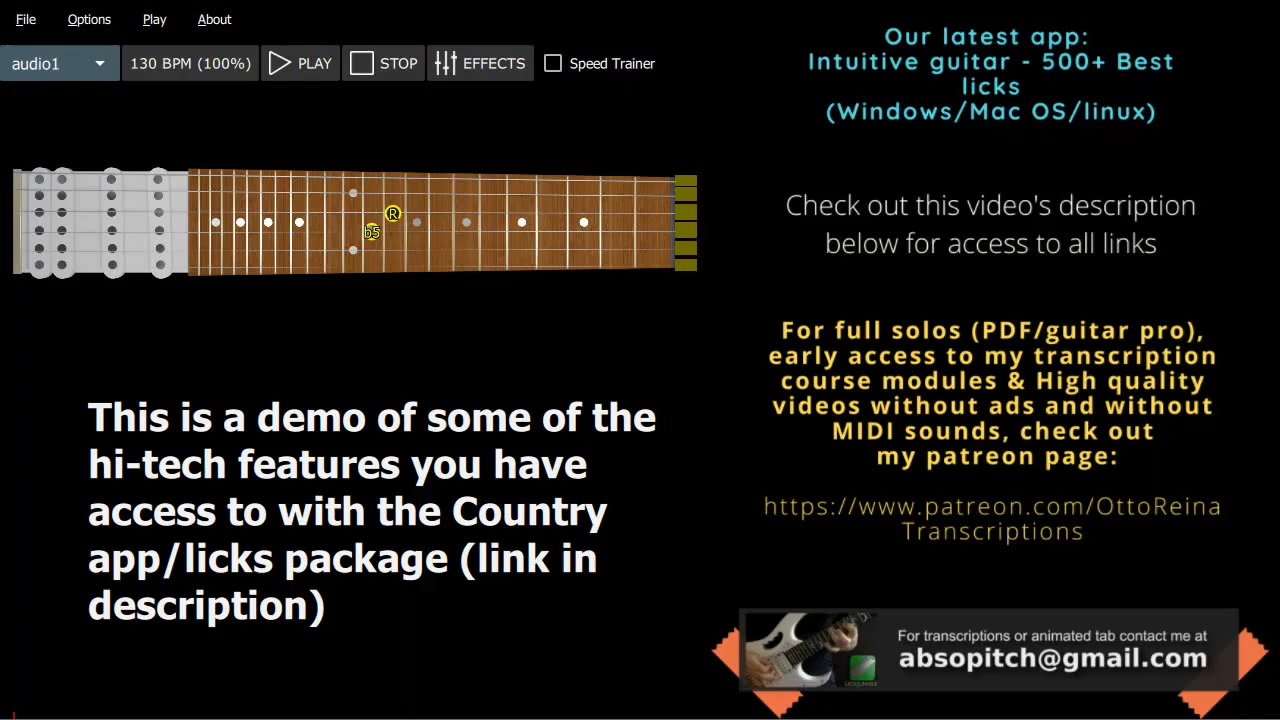 File Options Play About
audio1 130 BPM (100%) PLAY STOP EFFECTS Speed Trainer
R
b5
This is a demo of some of the
hi-tech features you have
access to with the Country
app/licks package (link in
description)
Our latest app:
Intuitive guitar - 500+ Best
licks
(Windows/Mac OS/linux)
Check out this video's description
below for access to all links
For full solos (PDF/guitar pro),
early access to my transcription
course modules & High quality
videos without ads and without
MIDI sounds, check out
my patreon page:
https://www.patreon.com/OttoReina
Transcriptions
For transcriptions or animated tab contact me at
absopitch@gmail.com